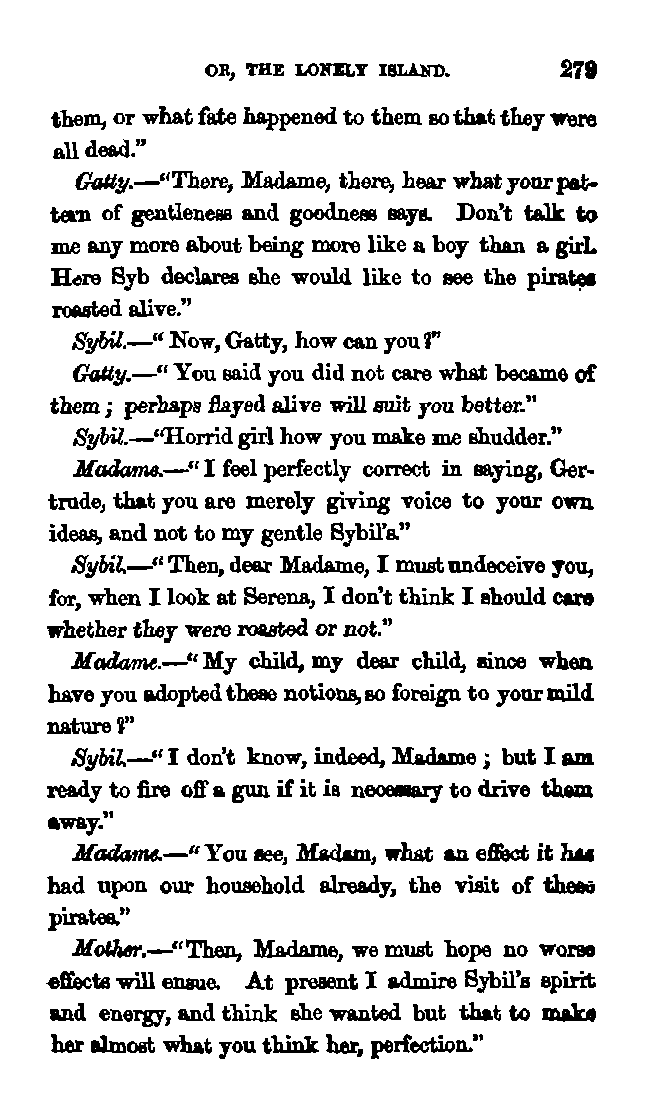 OR, THE LONELY ISLAND. 279
them, or what fate happened to them so that they were
all dead."
Gatty.—"There, Madame, there, hear what your pat-
tern of gentleness and goodness says. Don't talk to
me any more about being more like a boy than a girl.
Here Syb declares she would like to see the pirates
roasted alive."
Sybil.—"Now, Gatty, how can you?"
Gatty.—"You said you did not care what became of
them; perhaps flayed alive will suit you better."
Sybil.—"Horrid girl how you make me shudder."
Madame.—"I feel perfectly correct in saying, Ger-
trude, that you are merely giving voice to your own
ideas, and not to my gentle Sybil's."
Sybil.—"Then, dear Madame, I must undeceive you,
for, when I look at Serena, I don't think I should care
whether they were roasted or not."
Madame.—"My child, my dear child, since when
have you adopted these notions, so foreign to your mild
nature?"
Sybil.—"I don't know, indeed, Madame; but I am
ready to fire off a gun if it is necessary to drive them
away."
Madame.—"You see, Madam, what an effect it has
had upon our household already, the visit of these
pirates."
Mother.—"Then, Madame, we must hope no worse
effects will ensue. At present I admire Sybil's spirit
and energy, and think she wanted but that to make
her almost what you think her, perfection."